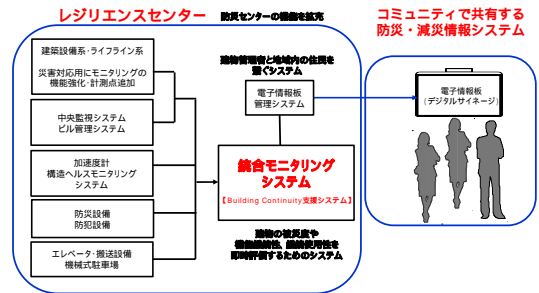 レジリエンスセンター
防災センターの機能を拡充
コミュニティで共有する
防災・減災情報システム
建築設備系・ライフライン系
災害対応用にモニタリングの
機能強化・計測点追加
中央監視システム
ビル管理システム
加速度計
構造ヘルスモニタリング
システム
防災設備
防犯設備
エレベータ・搬送設備
機械式駐車場
建物管理者と地域内の住民を
繋ぐシステム
電子情報板
管理システム
統合モニタリング
システム
【Building Continuity支援システム】
建物の被災度や
機能継続性、継続使用性を
即時評価するためのシステム
電子情報板
(デジタルサイネージ)